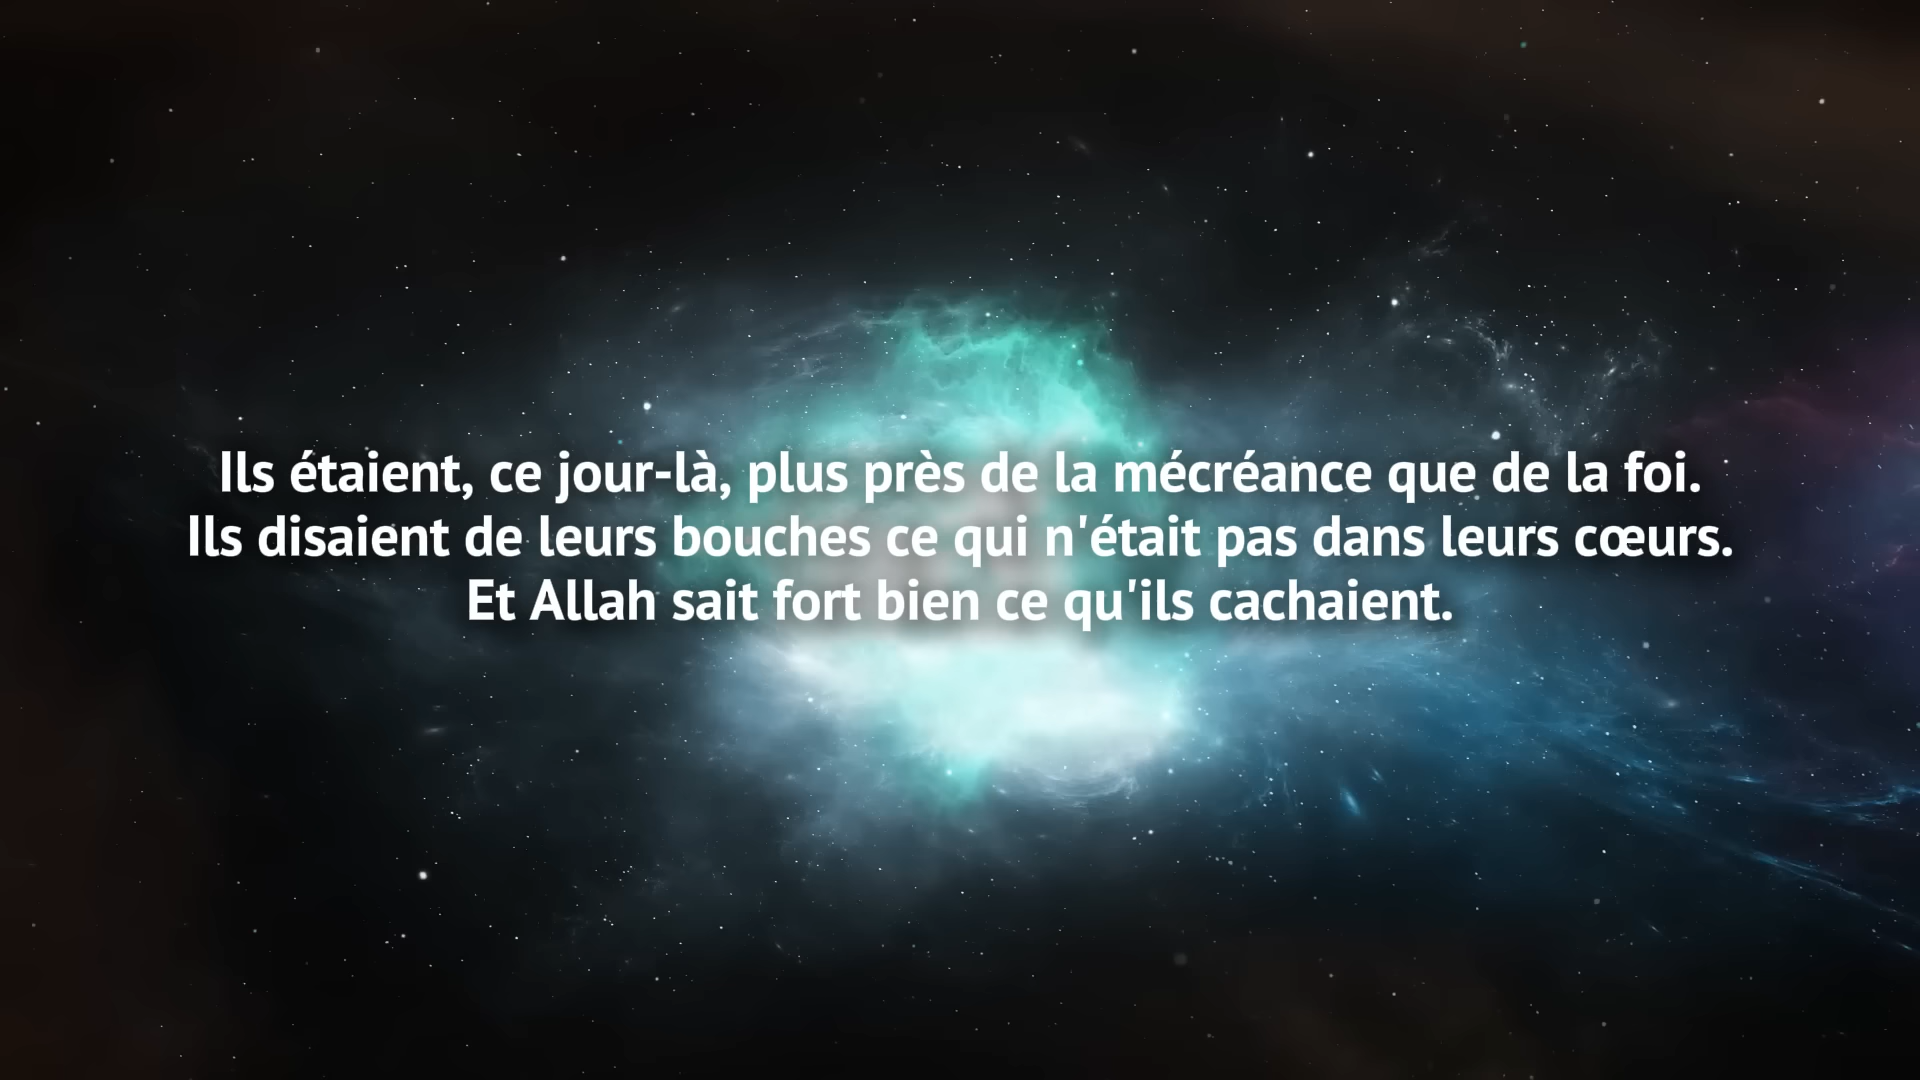 Ils étaient, ce jour-là, plus près de la mécréance que de la foi.
Ils disaient de leurs bouches ce qui n'était pas dans leurs cœurs.
Et Allah sait fort bien ce qu'ils cachaient.